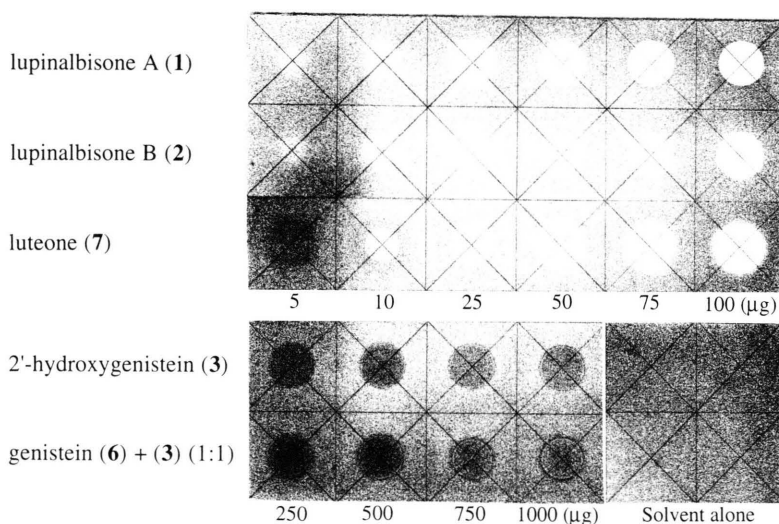 lupinalbisone A (1)
lupinalbisone B (2)
luteone (7)
5 10 25 50 75 100 (μg)
2'-hydroxygenistein (3)
genistein (6) + (3) (1:1)
250 500 750 1000 (μg) Solvent alone